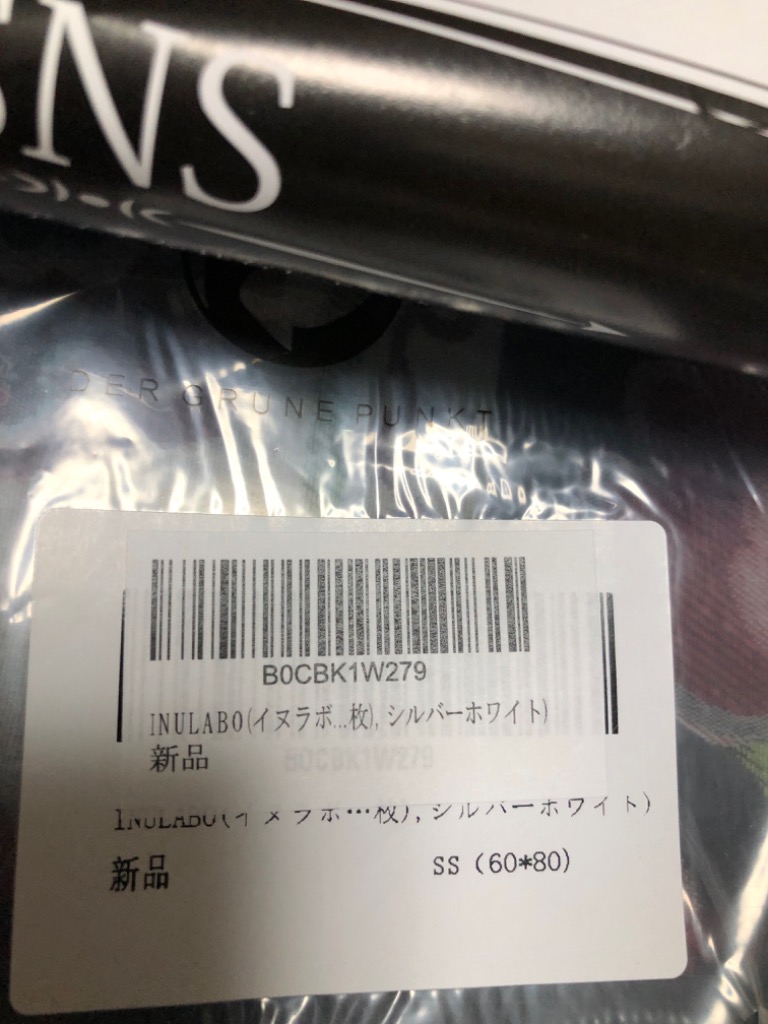 NS
DER GRÜNE PUNKT
B0CBK1W279
INULABO(イヌラボ...枚), シルバーホワイト)
新品
B0CBK1W279
INULABO(イヌラボ…枚), シルバーホワイト)
新品 SS (60*80)